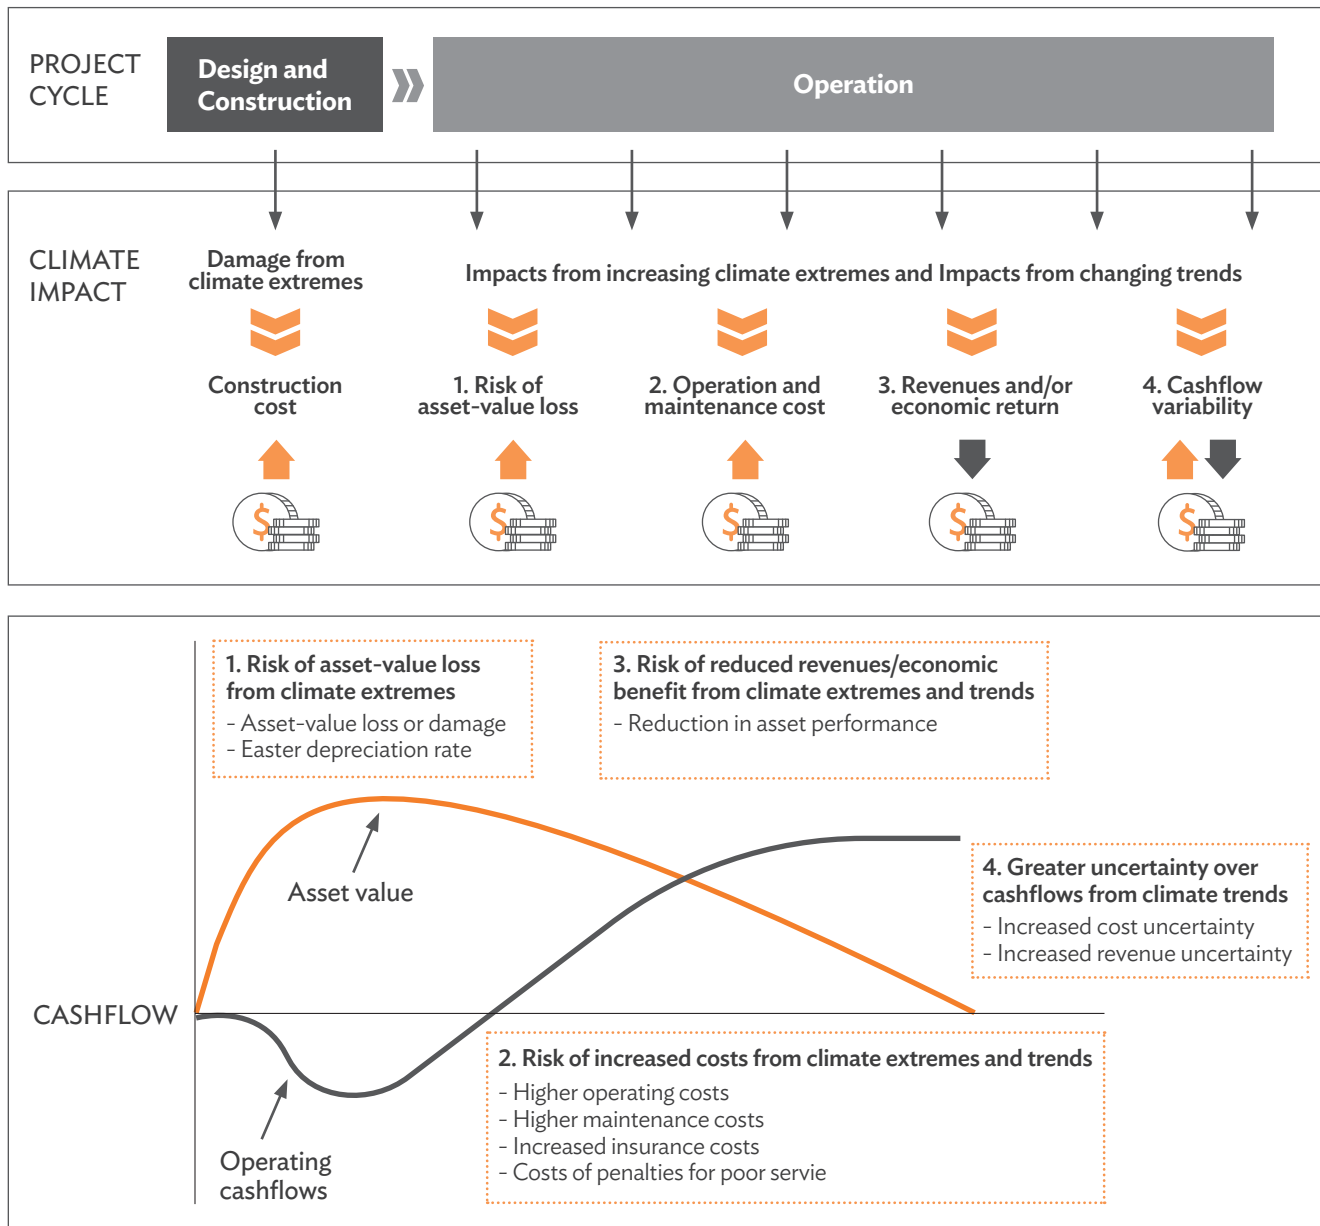 PROJECT
CYCLE
Design and
Construction
Operation
CLIMATE
IMPACT
Damage from
climate extremes
Impacts from increasing climate extremes and Impacts from changing trends
Construction
cost
1. Risk of
asset-value loss
2. Operation and
maintenance cost
3. Revenues and/or
economic return
4. Cashflow
variability
$
$
$
$
$
1. Risk of asset-value loss
from climate extremes
- Asset-value loss or damage
- Easter depreciation rate
3. Risk of reduced revenues/economic
benefit from climate extremes and trends
- Reduction in asset performance
Asset value
4. Greater uncertainty over
cashflows from climate trends
- Increased cost uncertainty
- Increased revenue uncertainty
CASHFLOW
2. Risk of increased costs from climate extremes and trends
- Higher operating costs
- Higher maintenance costs
- Increased insurance costs
- Costs of penalties for poor servie
Operating
cashflows